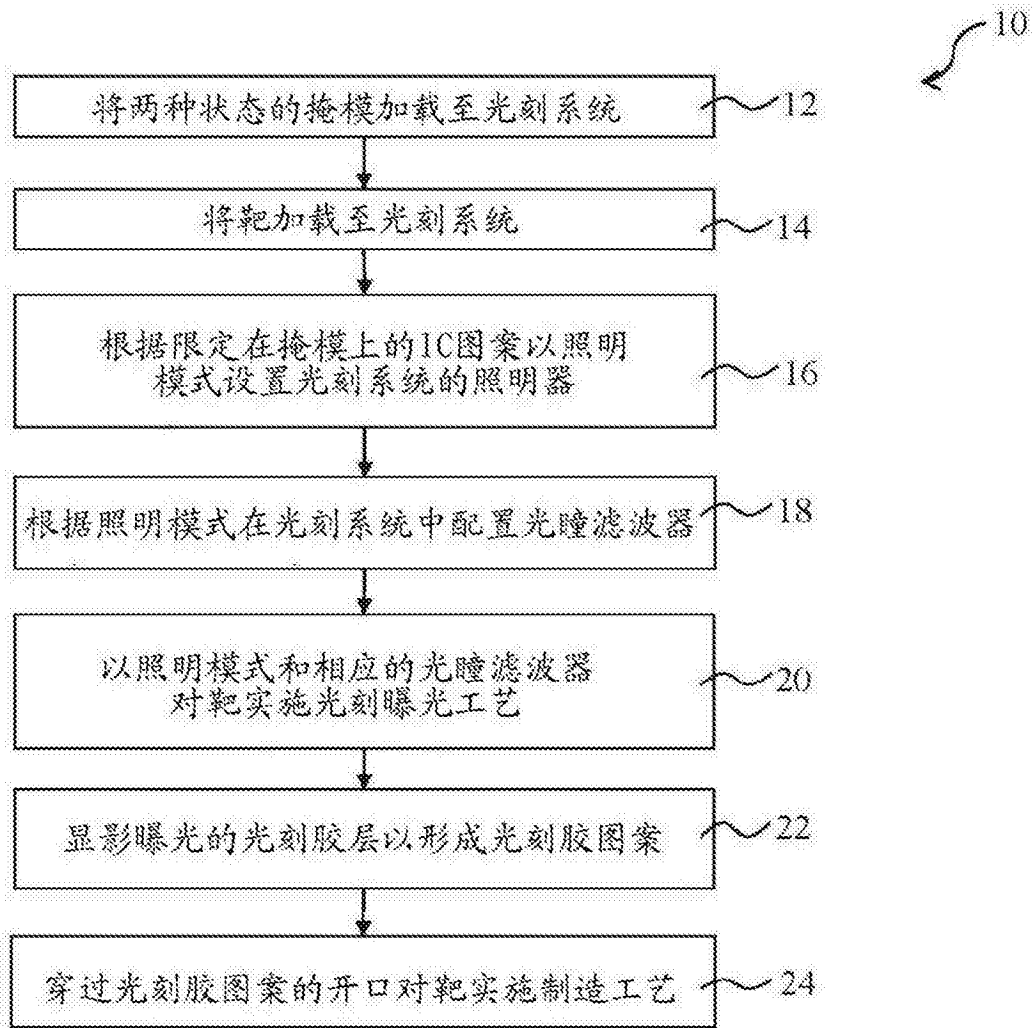 10
将两种状态的掩模加载至光刻系统
12
将靶加载至光刻系统
14
根据限定在掩模上的IC图案以照明
模式设置光刻系统的照明器
16
根据照明模式在光刻系统中配置光瞳滤波器
18
以照明模式和相应的光瞳滤波器
对靶实施光刻曝光工艺
20
显影曝光的光刻胶层以形成光刻胶图案
22
穿过光刻胶图案的开口对靶实施制造工艺
24